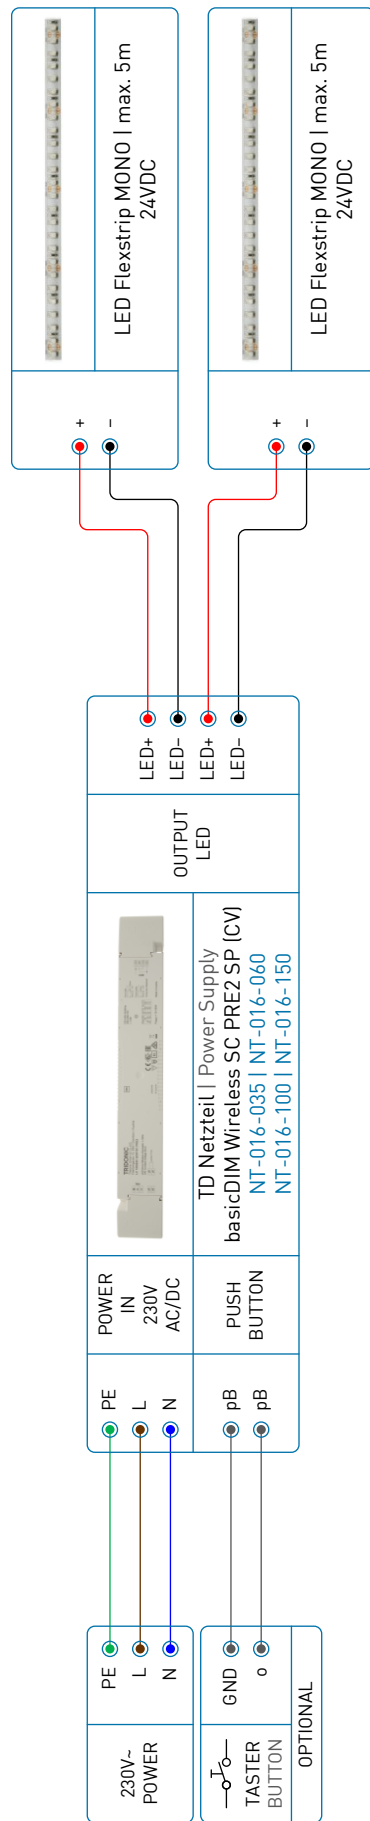 230V~
POWER
PE
L
N
TASTER
BUTTON
GND
o
OPTIONAL
PE
L
N
pB
pB
POWER
IN
230V
AC/DC
PUSH
BUTTON
TRIDONIC
TD Netzteil | Power Supply
basicDIM Wireless SC PRE2 SP (CV)
NT-016-035 | NT-016-060
NT-016-100 | NT-016-150
OUTPUT
LED
LED+
LED−
LED+
LED−
+
−
LED Flexstrip MONO | max. 5m
24VDC
+
−
LED Flexstrip MONO | max. 5m
24VDC